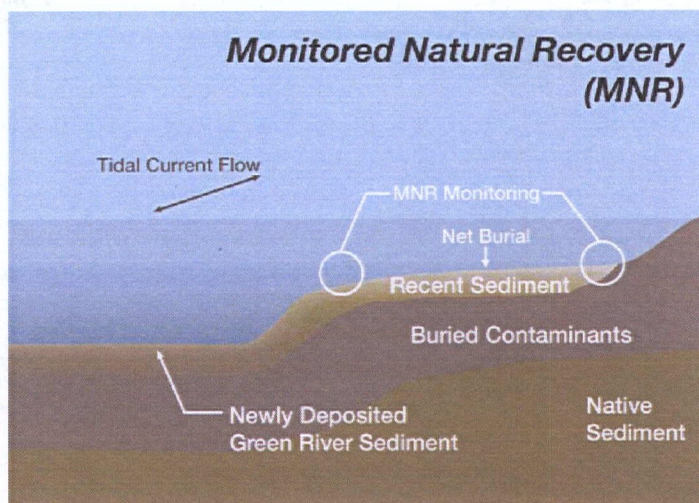 Monitored Natural Recovery
(MNR)
Tidal Current Flow
MNR Monitoring
Net Burial
Recent Sediment
Buried Contaminants
Newly Deposited
Green River Sediment
Native
Sediment